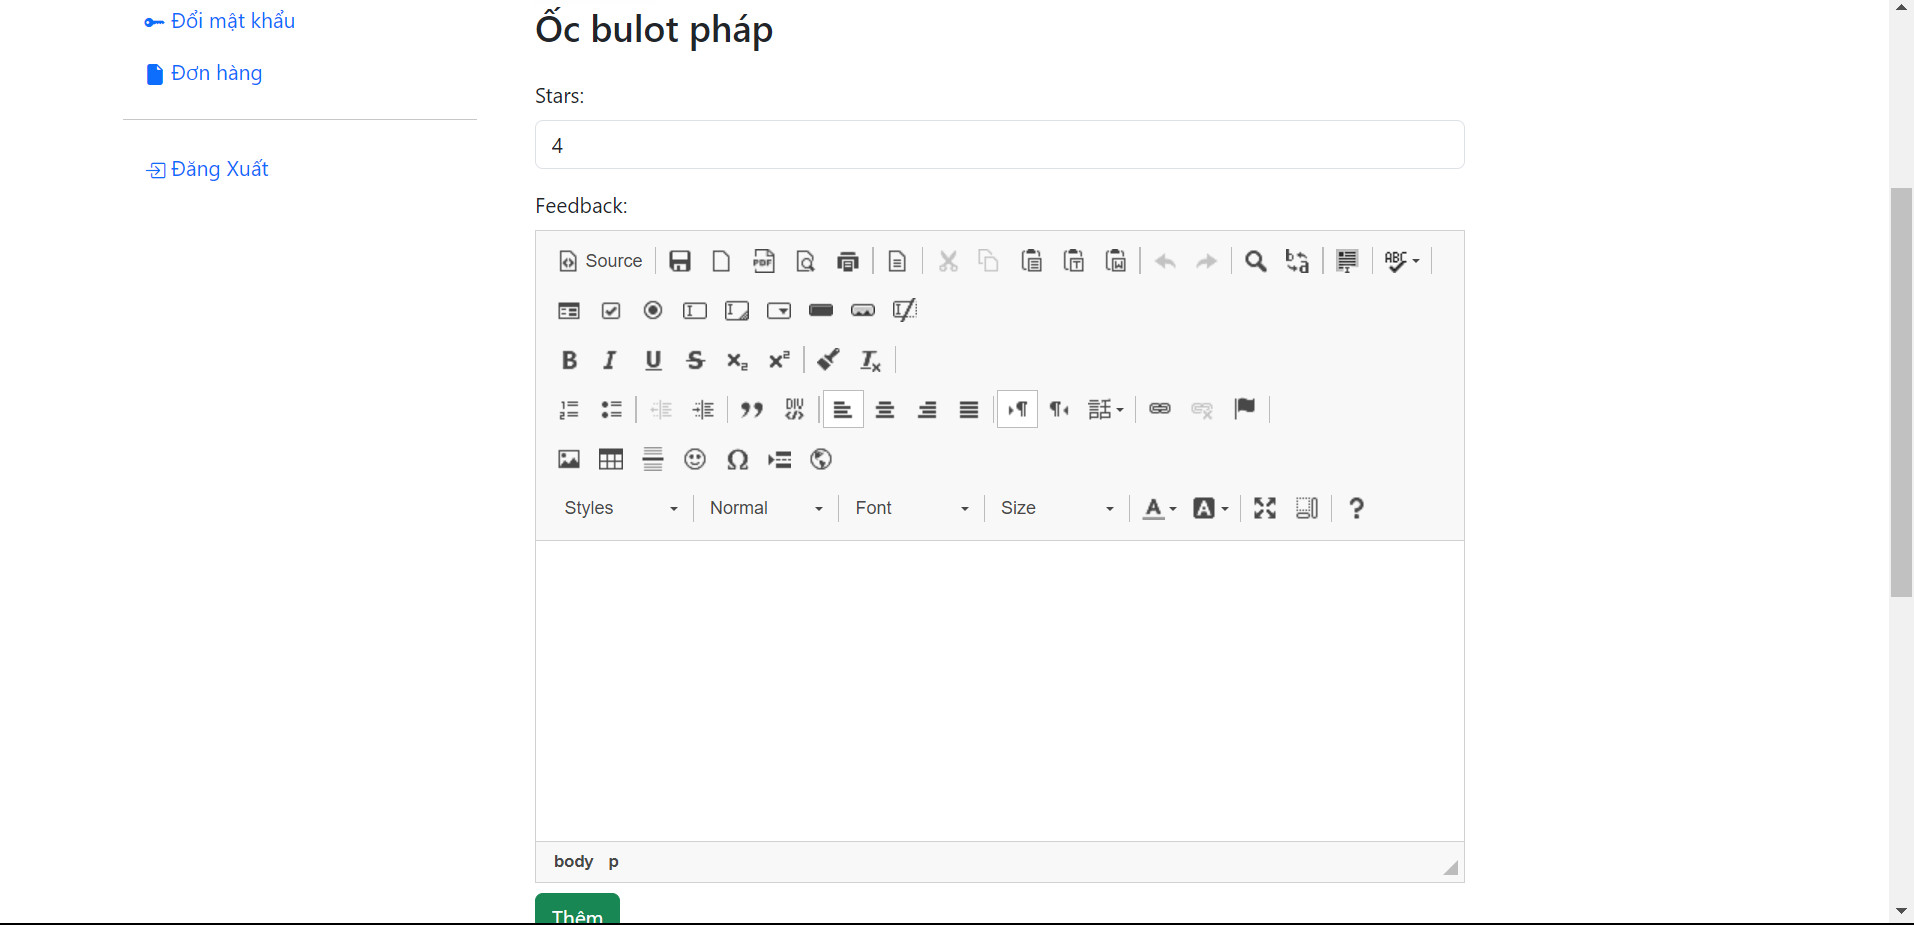 Đổi mật khẩu
Đơn hàng
Đăng Xuất
Ốc bulot pháp
Stars:
4
Feedback:
Source
Styles Normal Font Size
body p
Thêm